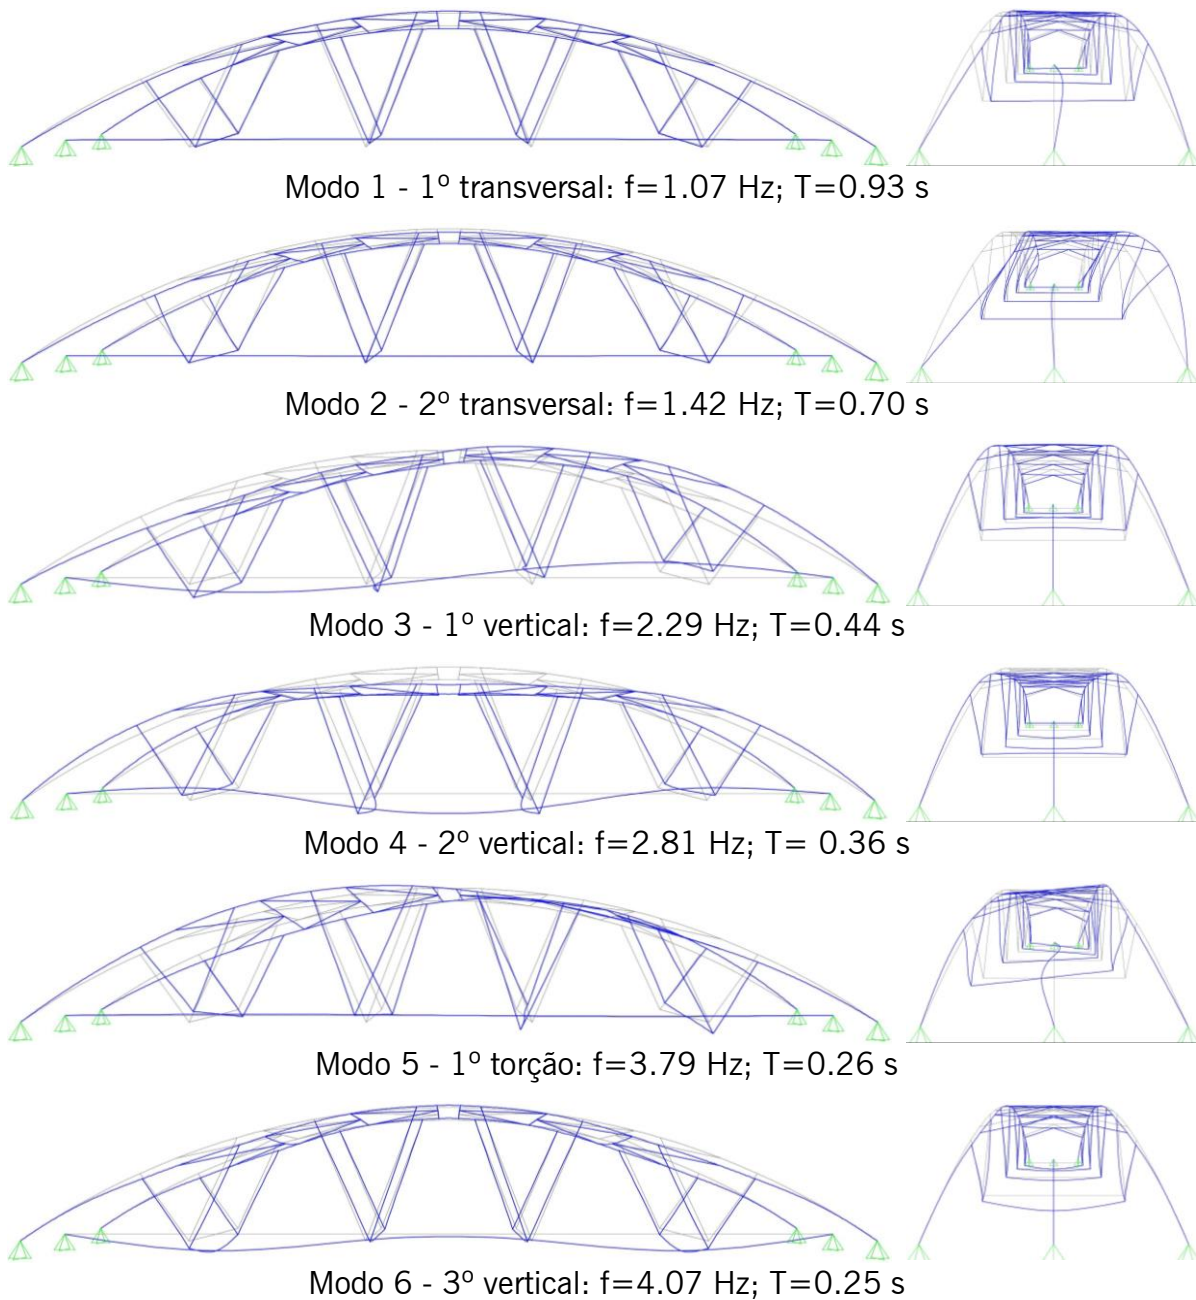 Modo 1 - 1º transversal: f=1.07 Hz; T=0.93 s
Modo 2 - 2º transversal: f=1.42 Hz; T=0.70 s
Modo 3 - 1º vertical: f=2.29 Hz; T=0.44 s
Modo 4 - 2º vertical: f=2.81 Hz; T= 0.36 s
Modo 5 - 1º torção: f=3.79 Hz; T=0.26 s
Modo 6 - 3º vertical: f=4.07 Hz; T=0.25 s